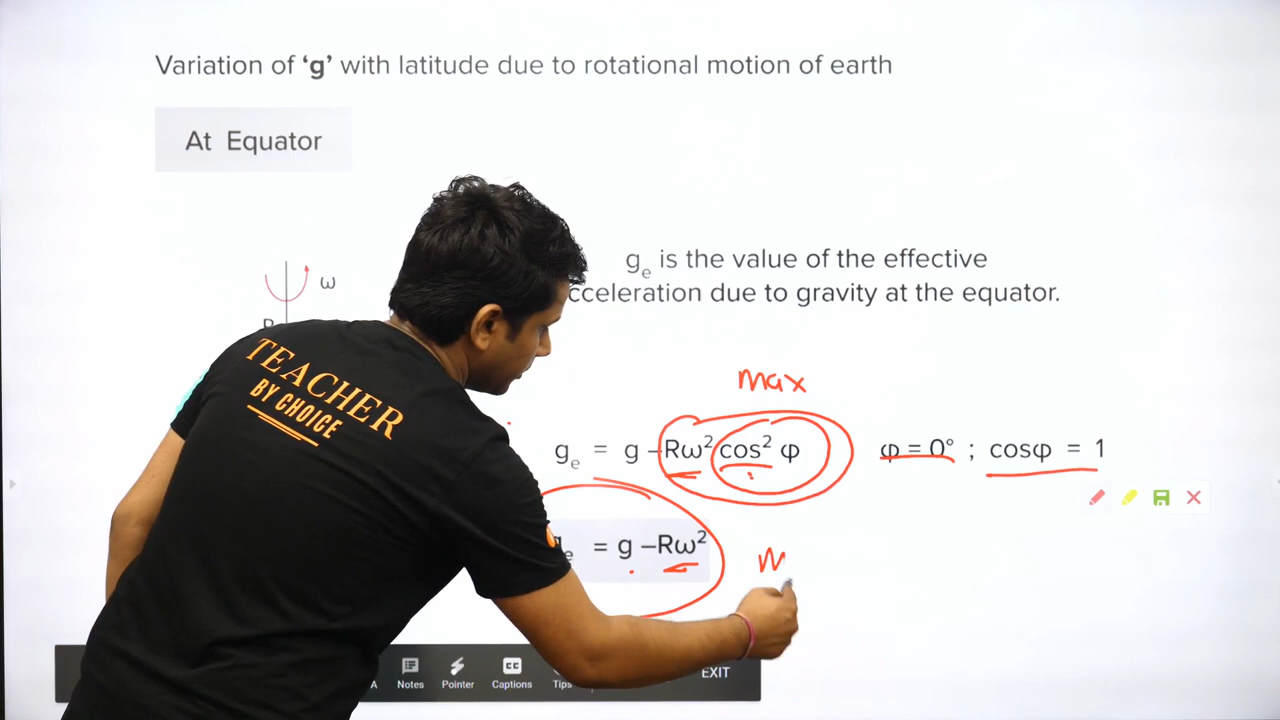 Variation of ‘g’ with latitude due to rotational motion of earth
At Equator
ω
gₑ is the value of the effective
cceleration due to gravity at the equator.
TEACHER
BY CHOICE
max
gₑ = g –Rω² cos² φ φ = 0° ; cosφ = 1
= g –Rω²
M
Notes Pointer Captions Tips EXIT